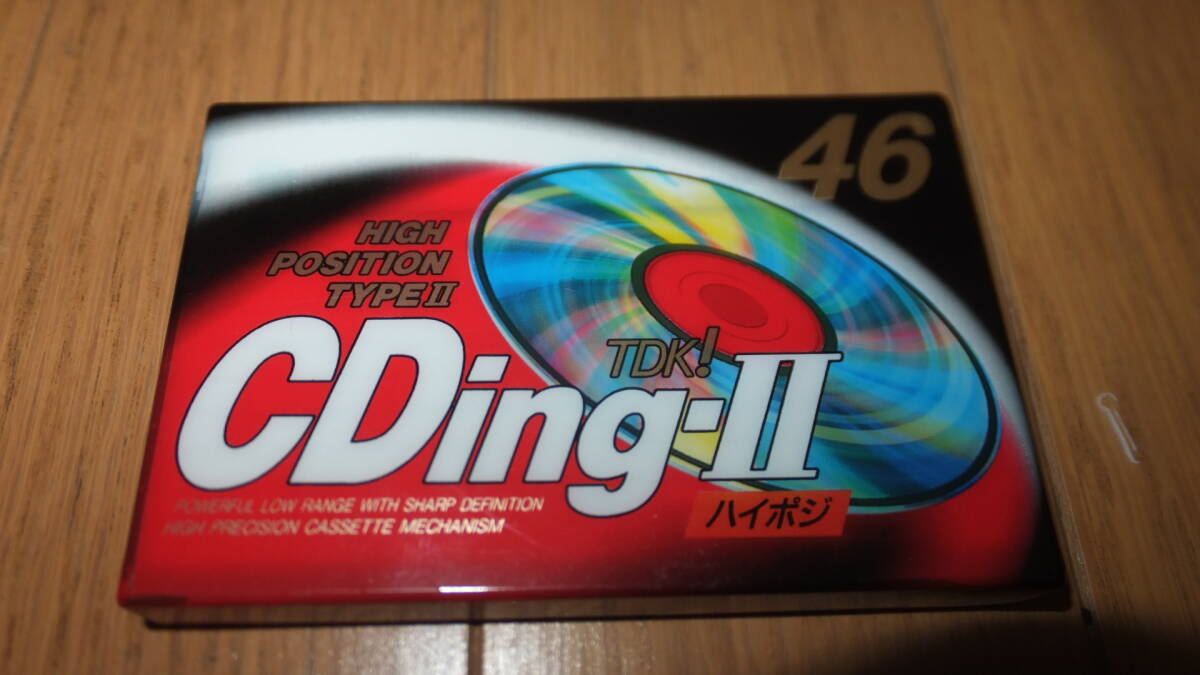 46
HIGH
POSITION
TYPE II
TDK!
CDing-II
ハイポジ
POWERFUL LOW RANGE WITH SHARP DEFINITION
HIGH PRECISION CASSETTE MECHANISM